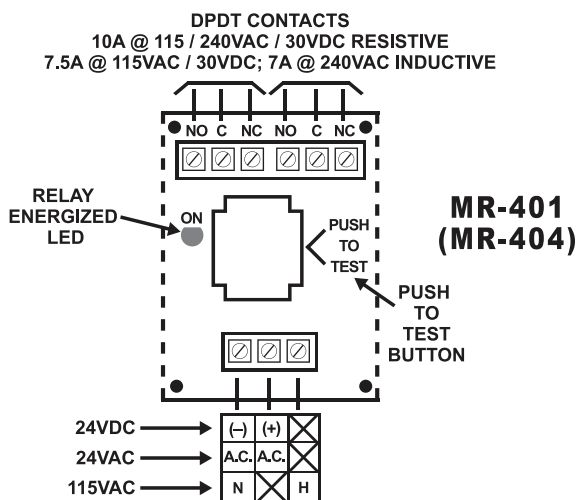 DPDT CONTACTS
10A @ 115 / 240VAC / 30VDC RESISTIVE
7.5A @ 115VAC / 30VDC; 7A @ 240VAC INDUCTIVE
NO C NC NO C NC
RELAY
ENERGIZED
LED
ON
PUSH
TO
TEST
MR-401
(MR-404)
PUSH
TO
TEST
BUTTON
24VDC (–) (+)
24VAC A.C. A.C.
115VAC N H